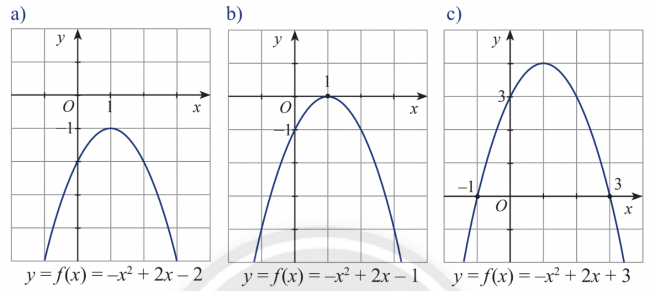 a)
y
O
1
x
–1
y = f(x) = –x² + 2x – 2
b)
y
1
O
x
–1
y = f(x) = –x² + 2x – 1
c)
y
3
–1
3
O
x
y = f(x) = –x² + 2x + 3